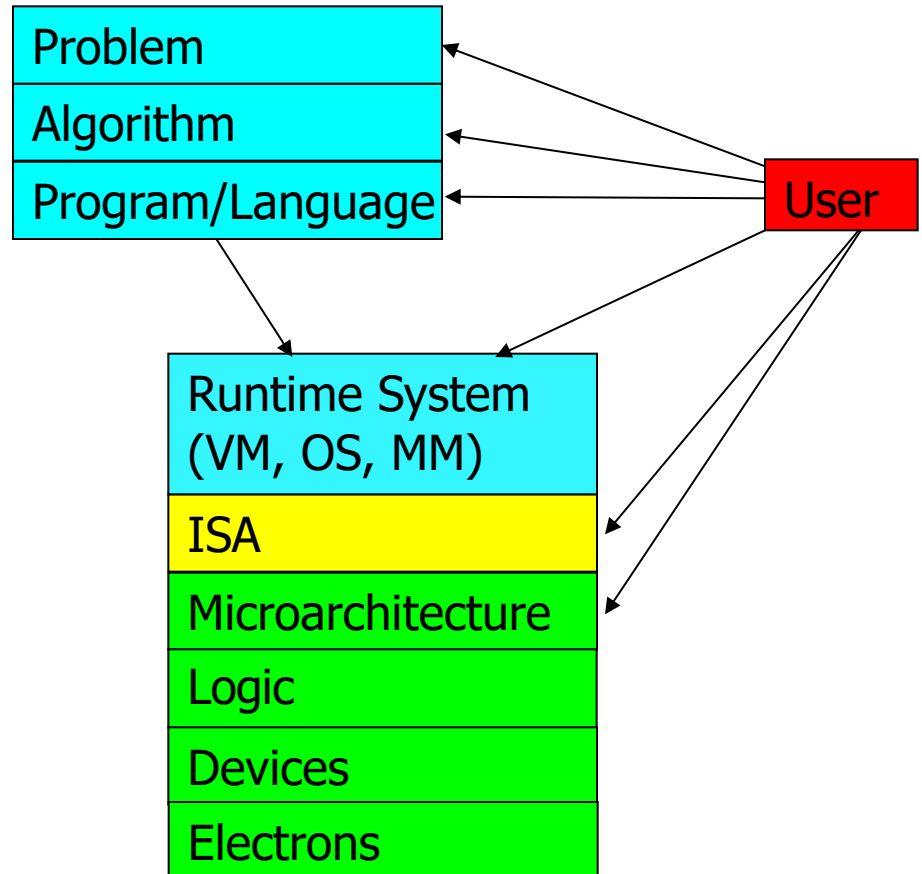 Problem
Algorithm
Program/Language
User
Runtime System
(VM, OS, MM)
ISA
Microarchitecture
Logic
Devices
Electrons